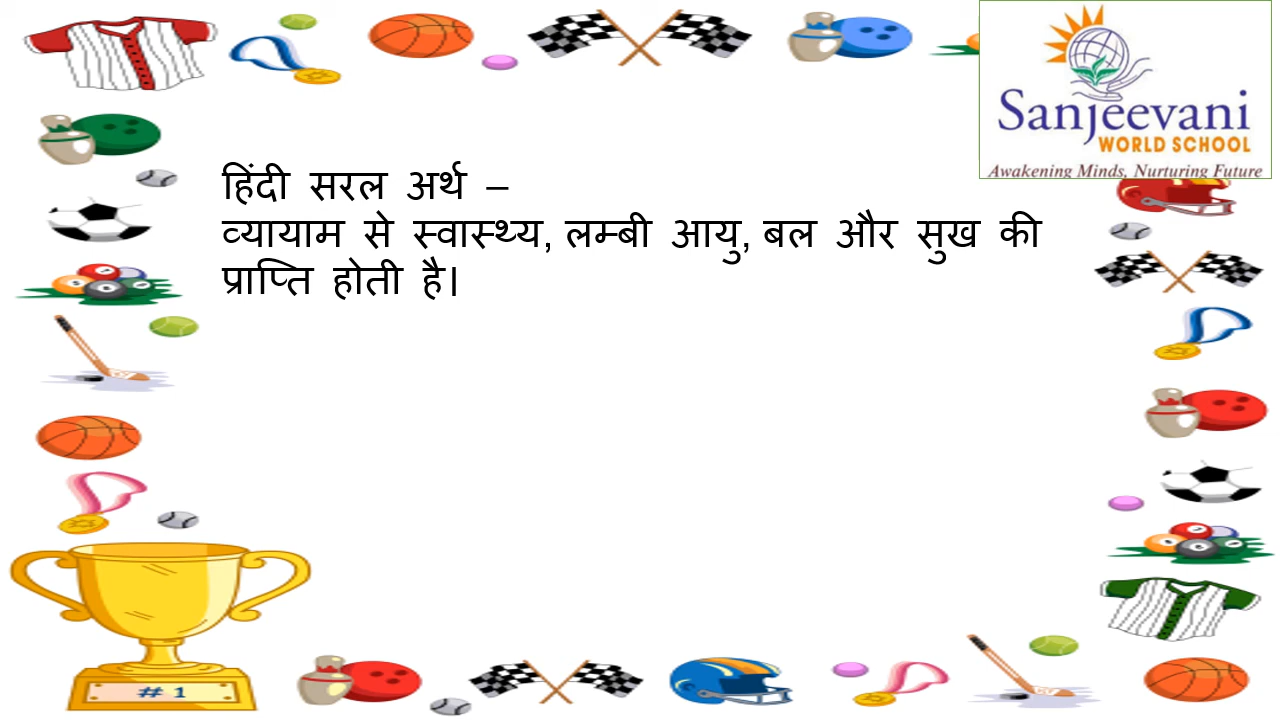 Sanjeevani
WORLD SCHOOL
Awakening Minds, Nurturing Future
हिंदी सरल अर्थ –
व्यायाम से स्वास्थ्य, लम्बी आयु, बल और सुख की
प्राप्ति होती है।
# 1